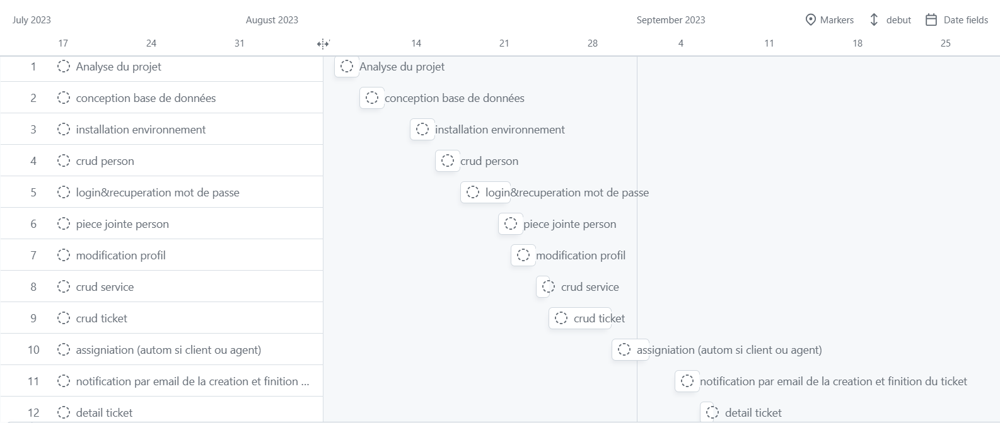 July 2023 August 2023 September 2023 Markers debut Date fields
17 24 31 14 21 28 4 11 18 25
1 Analyse du projet Analyse du projet
2 conception base de données conception base de données
3 installation environnement installation environnement
4 crud person crud person
5 login&recuperation mot de passe login&recuperation mot de passe
6 piece jointe person piece jointe person
7 modification profil modification profil
8 crud service crud service
9 crud ticket crud ticket
10 assigniation (autom si client ou agent) assigniation (autom si client ou agent)
11 notification par email de la creation et finition ... notification par email de la creation et finition du ticket
12 detail ticket detail ticket